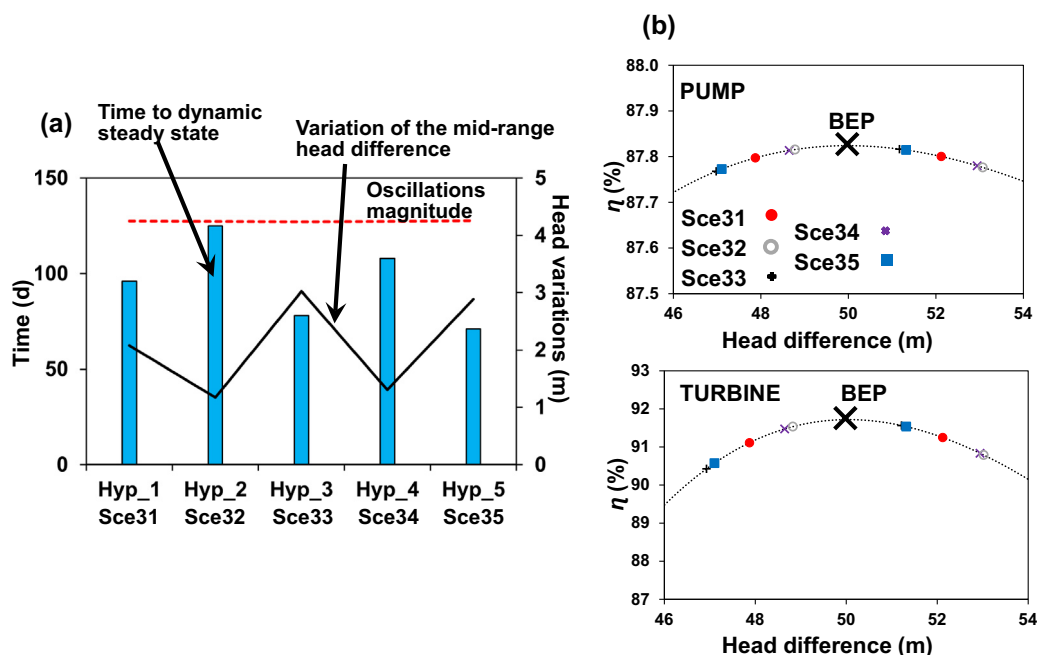 (a)
Time to dynamic
steady state
Variation of the mid-range
head difference
Oscillations
magnitude
150
100
50
0
Time (d)
5
4
3
2
1
0
Head variations (m)
Hyp_1 Hyp_2 Hyp_3 Hyp_4 Hyp_5
Sce31 Sce32 Sce33 Sce34 Sce35
(b)
88.0
87.9
87.8
87.7
87.6
87.5
η (%)
PUMP
BEP
Sce31
Sce32
Sce33
Sce34
Sce35
46 48 50 52 54
Head difference (m)
93
92
91
90
89
88
87
η (%)
TURBINE
BEP
46 48 50 52 54
Head difference (m)